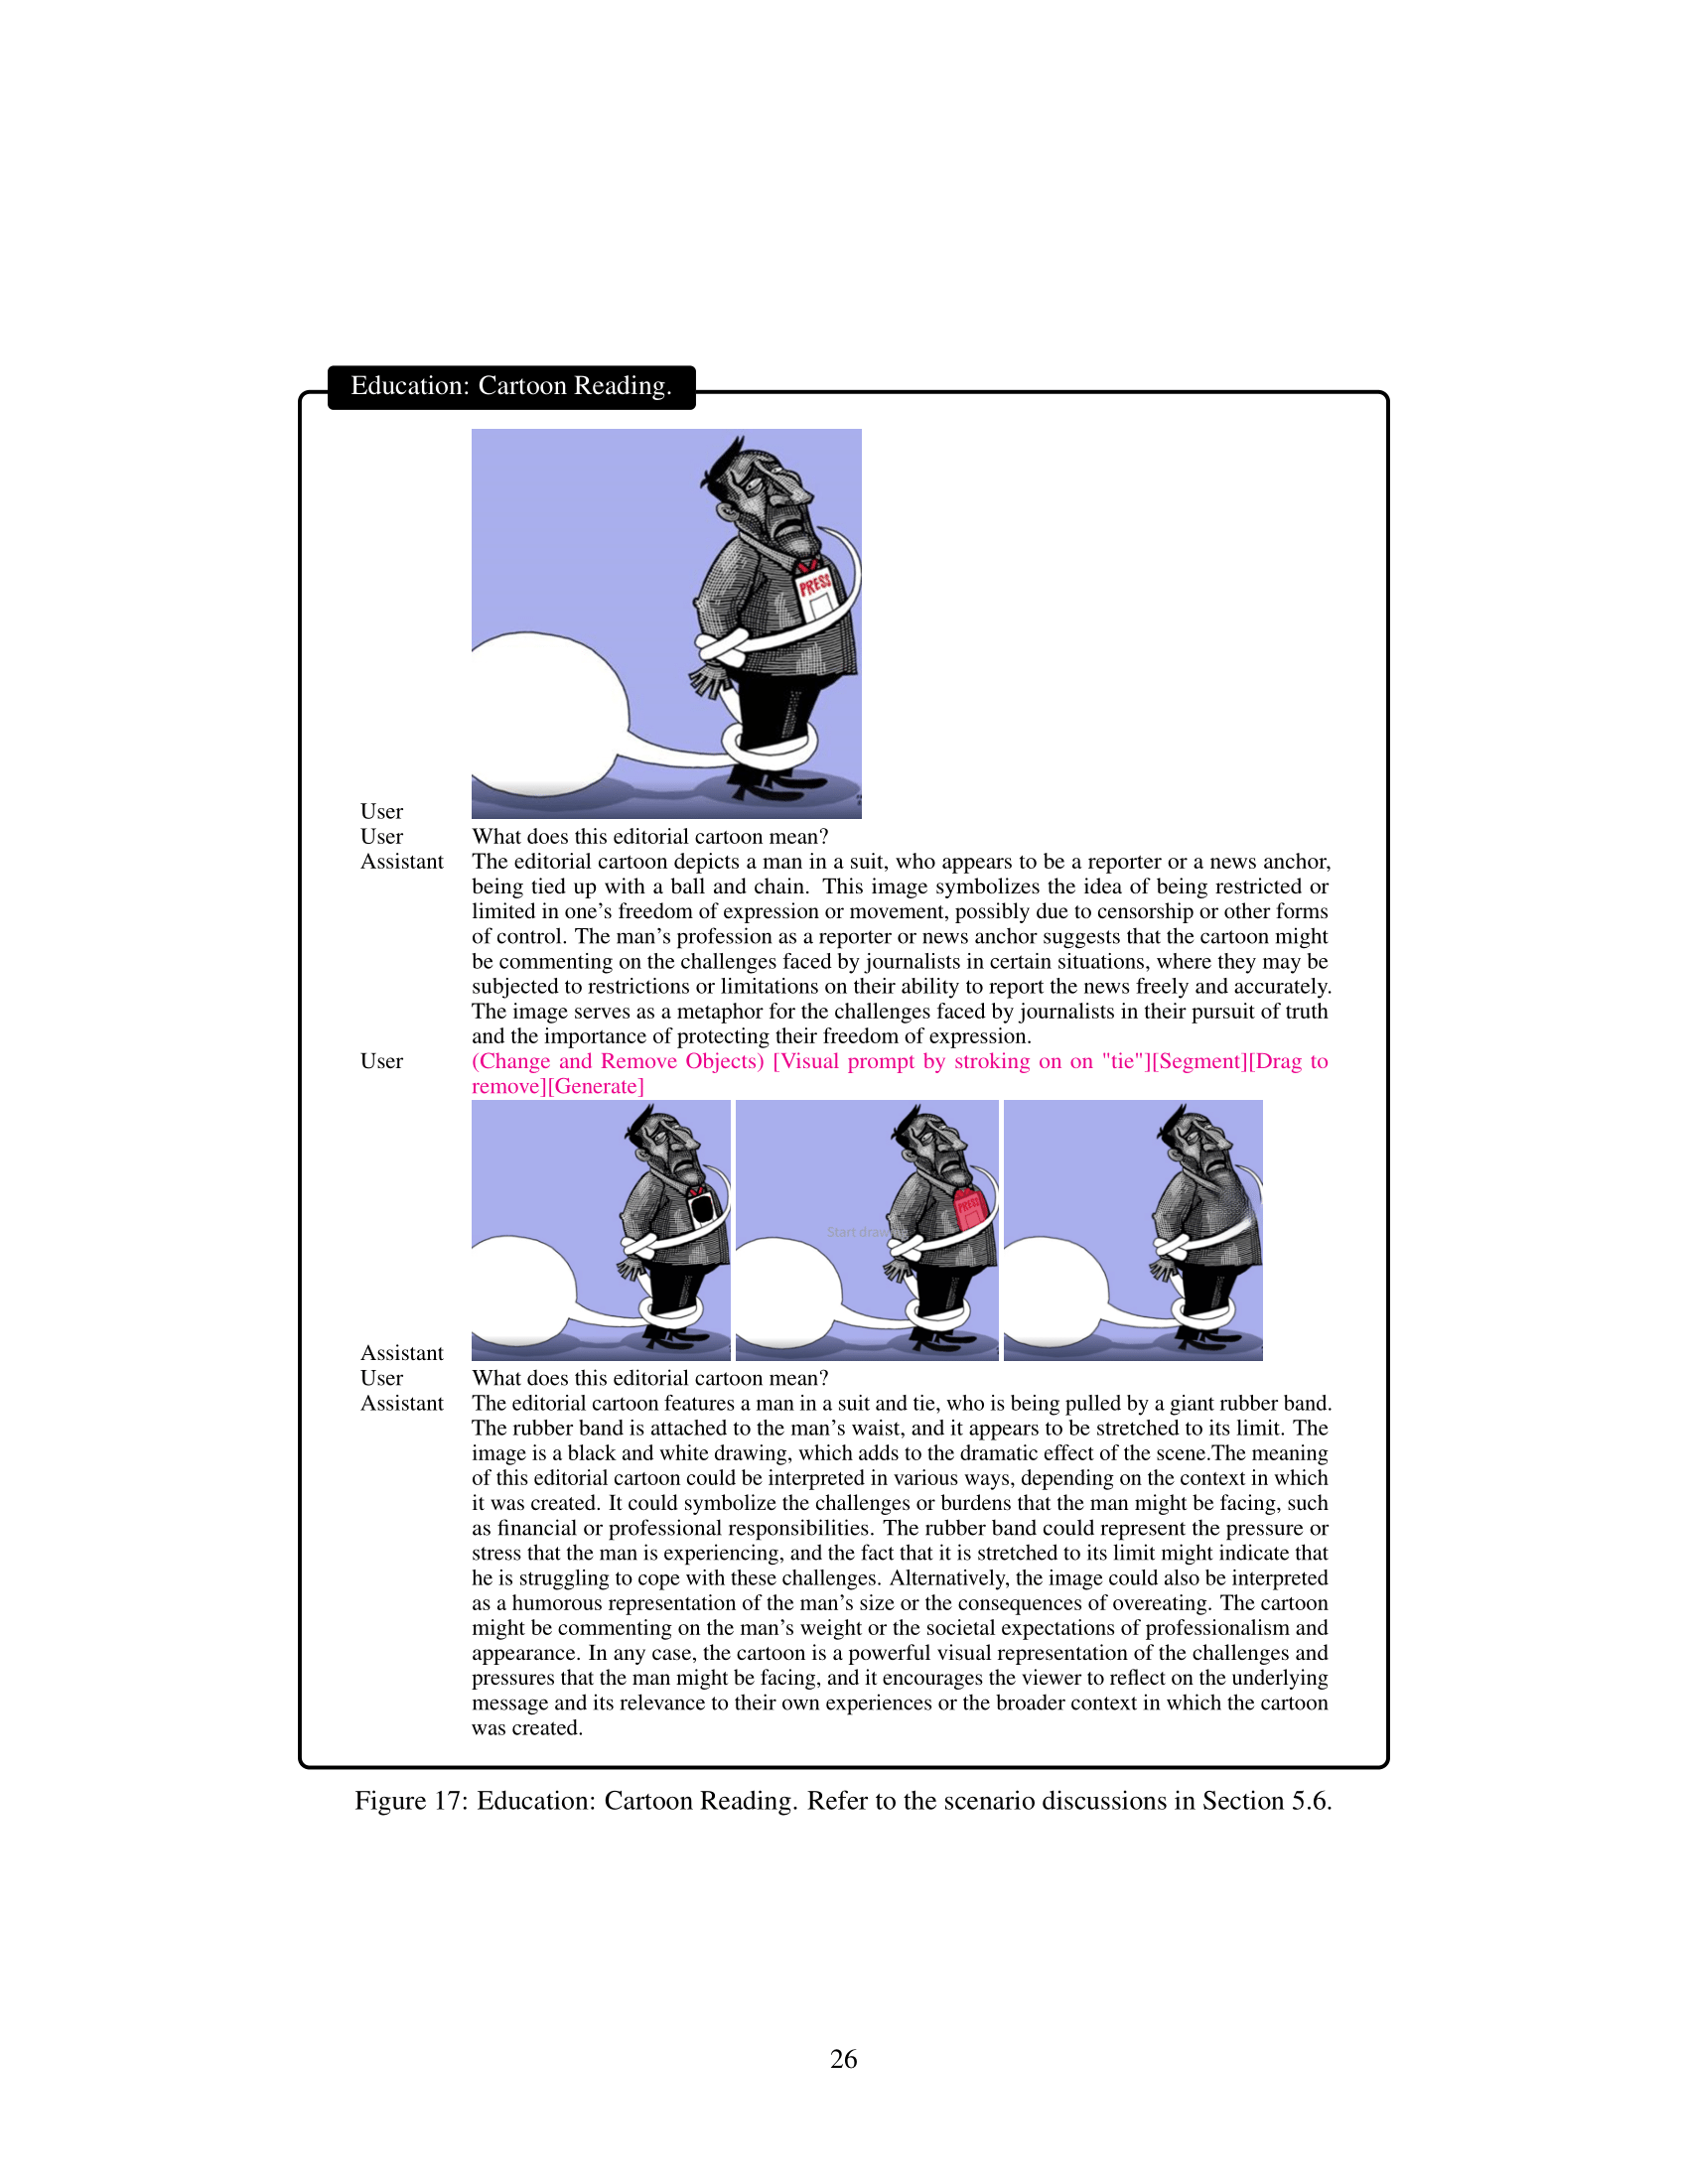 Education: Cartoon Reading.
PRESS
User
User What does this editorial cartoon mean?
Assistant The editorial cartoon depicts a man in a suit, who appears to be a reporter or a news anchor,
being tied up with a ball and chain. This image symbolizes the idea of being restricted or
limited in one's freedom of expression or movement, possibly due to censorship or other forms
of control. The man's profession as a reporter or news anchor suggests that the cartoon might
be commenting on the challenges faced by journalists in certain situations, where they may be
subjected to restrictions or limitations on their ability to report the news freely and accurately.
The image serves as a metaphor for the challenges faced by journalists in their pursuit of truth
and the importance of protecting their freedom of expression.
User (Change and Remove Objects) [Visual prompt by stroking on on "tie"][Segment][Drag to
remove][Generate]
PRESS
Start draw
Assistant
User What does this editorial cartoon mean?
Assistant The editorial cartoon features a man in a suit and tie, who is being pulled by a giant rubber band.
The rubber band is attached to the man's waist, and it appears to be stretched to its limit. The
image is a black and white drawing, which adds to the dramatic effect of the scene.The meaning
of this editorial cartoon could be interpreted in various ways, depending on the context in which
it was created. It could symbolize the challenges or burdens that the man might be facing, such
as financial or professional responsibilities. The rubber band could represent the pressure or
stress that the man is experiencing, and the fact that it is stretched to its limit might indicate that
he is struggling to cope with these challenges. Alternatively, the image could also be interpreted
as a humorous representation of the man's size or the consequences of overeating. The cartoon
might be commenting on the man's weight or the societal expectations of professionalism and
appearance. In any case, the cartoon is a powerful visual representation of the challenges and
pressures that the man might be facing, and it encourages the viewer to reflect on the underlying
message and its relevance to their own experiences or the broader context in which the cartoon
was created.
Figure 17: Education: Cartoon Reading. Refer to the scenario discussions in Section 5.6.
26